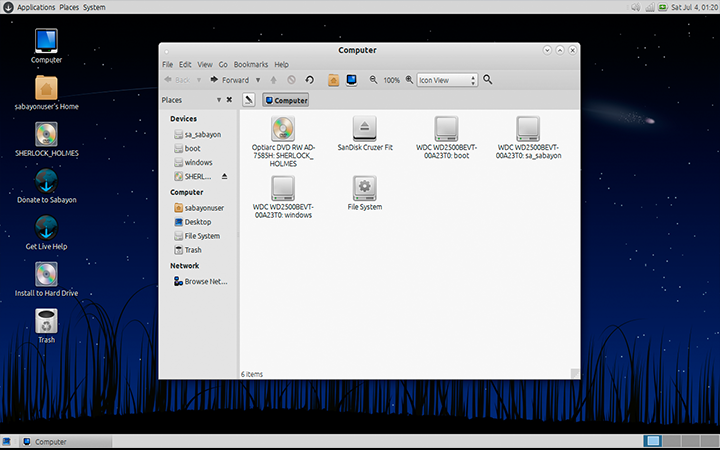 Applications Places System
Sat Jul 4, 01:20
Computer
sabayonuser's Home
SHERLOCK_HOLMES
Donate to Sabayon
Get Live Help
Install to Hard Drive
Trash
Computer
File Edit View Go Bookmarks Help
Back Forward 100% Icon View
Places Computer
Devices
sa_sabayon
boot
windows
SHERL...
Computer
sabayonuser
Desktop
File System
Trash
Network
Browse Net...
Optiarc DVD RW AD-
7585H: SHERLOCK_
HOLMES
SanDisk Cruzer Fit
WDC WD2500BEVT-
00A23T0: boot
WDC WD2500BEVT-
00A23T0: sa_sabayon
WDC WD2500BEVT-
00A23T0: windows
File System
6 items
Computer